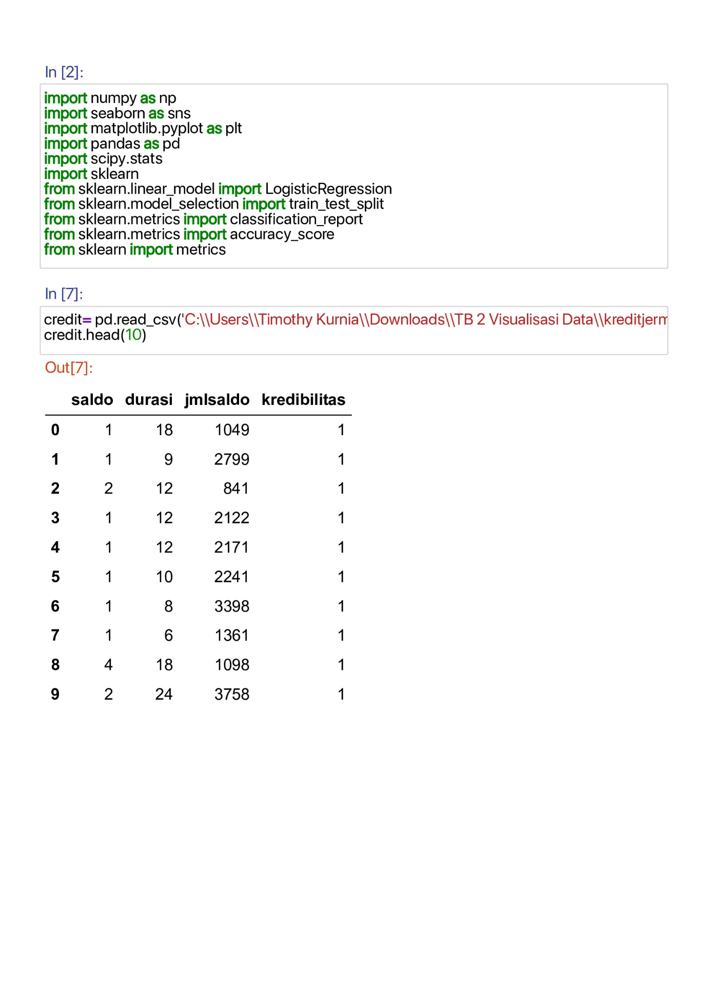 In [2]:
import numpy as np
import seaborn as sns
import matplotlib.pyplot as plt
import pandas as pd
import scipy.stats
import sklearn
from sklearn.linear_model import LogisticRegression
from sklearn.model_selection import train_test_split
from sklearn.metrics import classification_report
from sklearn.metrics import accuracy_score
from sklearn import metrics
In [7]:
credit= pd.read_csv('C:\\Users\\Timothy Kurnia\\Downloads\\TB 2 Visualisasi Data\\kreditjerm
credit.head(10)
Out[7]:
saldo durasi jmlsaldo kredibilitas
0 1 18 1049 1
1 1 9 2799 1
2 2 12 841 1
3 1 12 2122 1
4 1 12 2171 1
5 1 10 2241 1
6 1 8 3398 1
7 1 6 1361 1
8 4 18 1098 1
9 2 24 3758 1